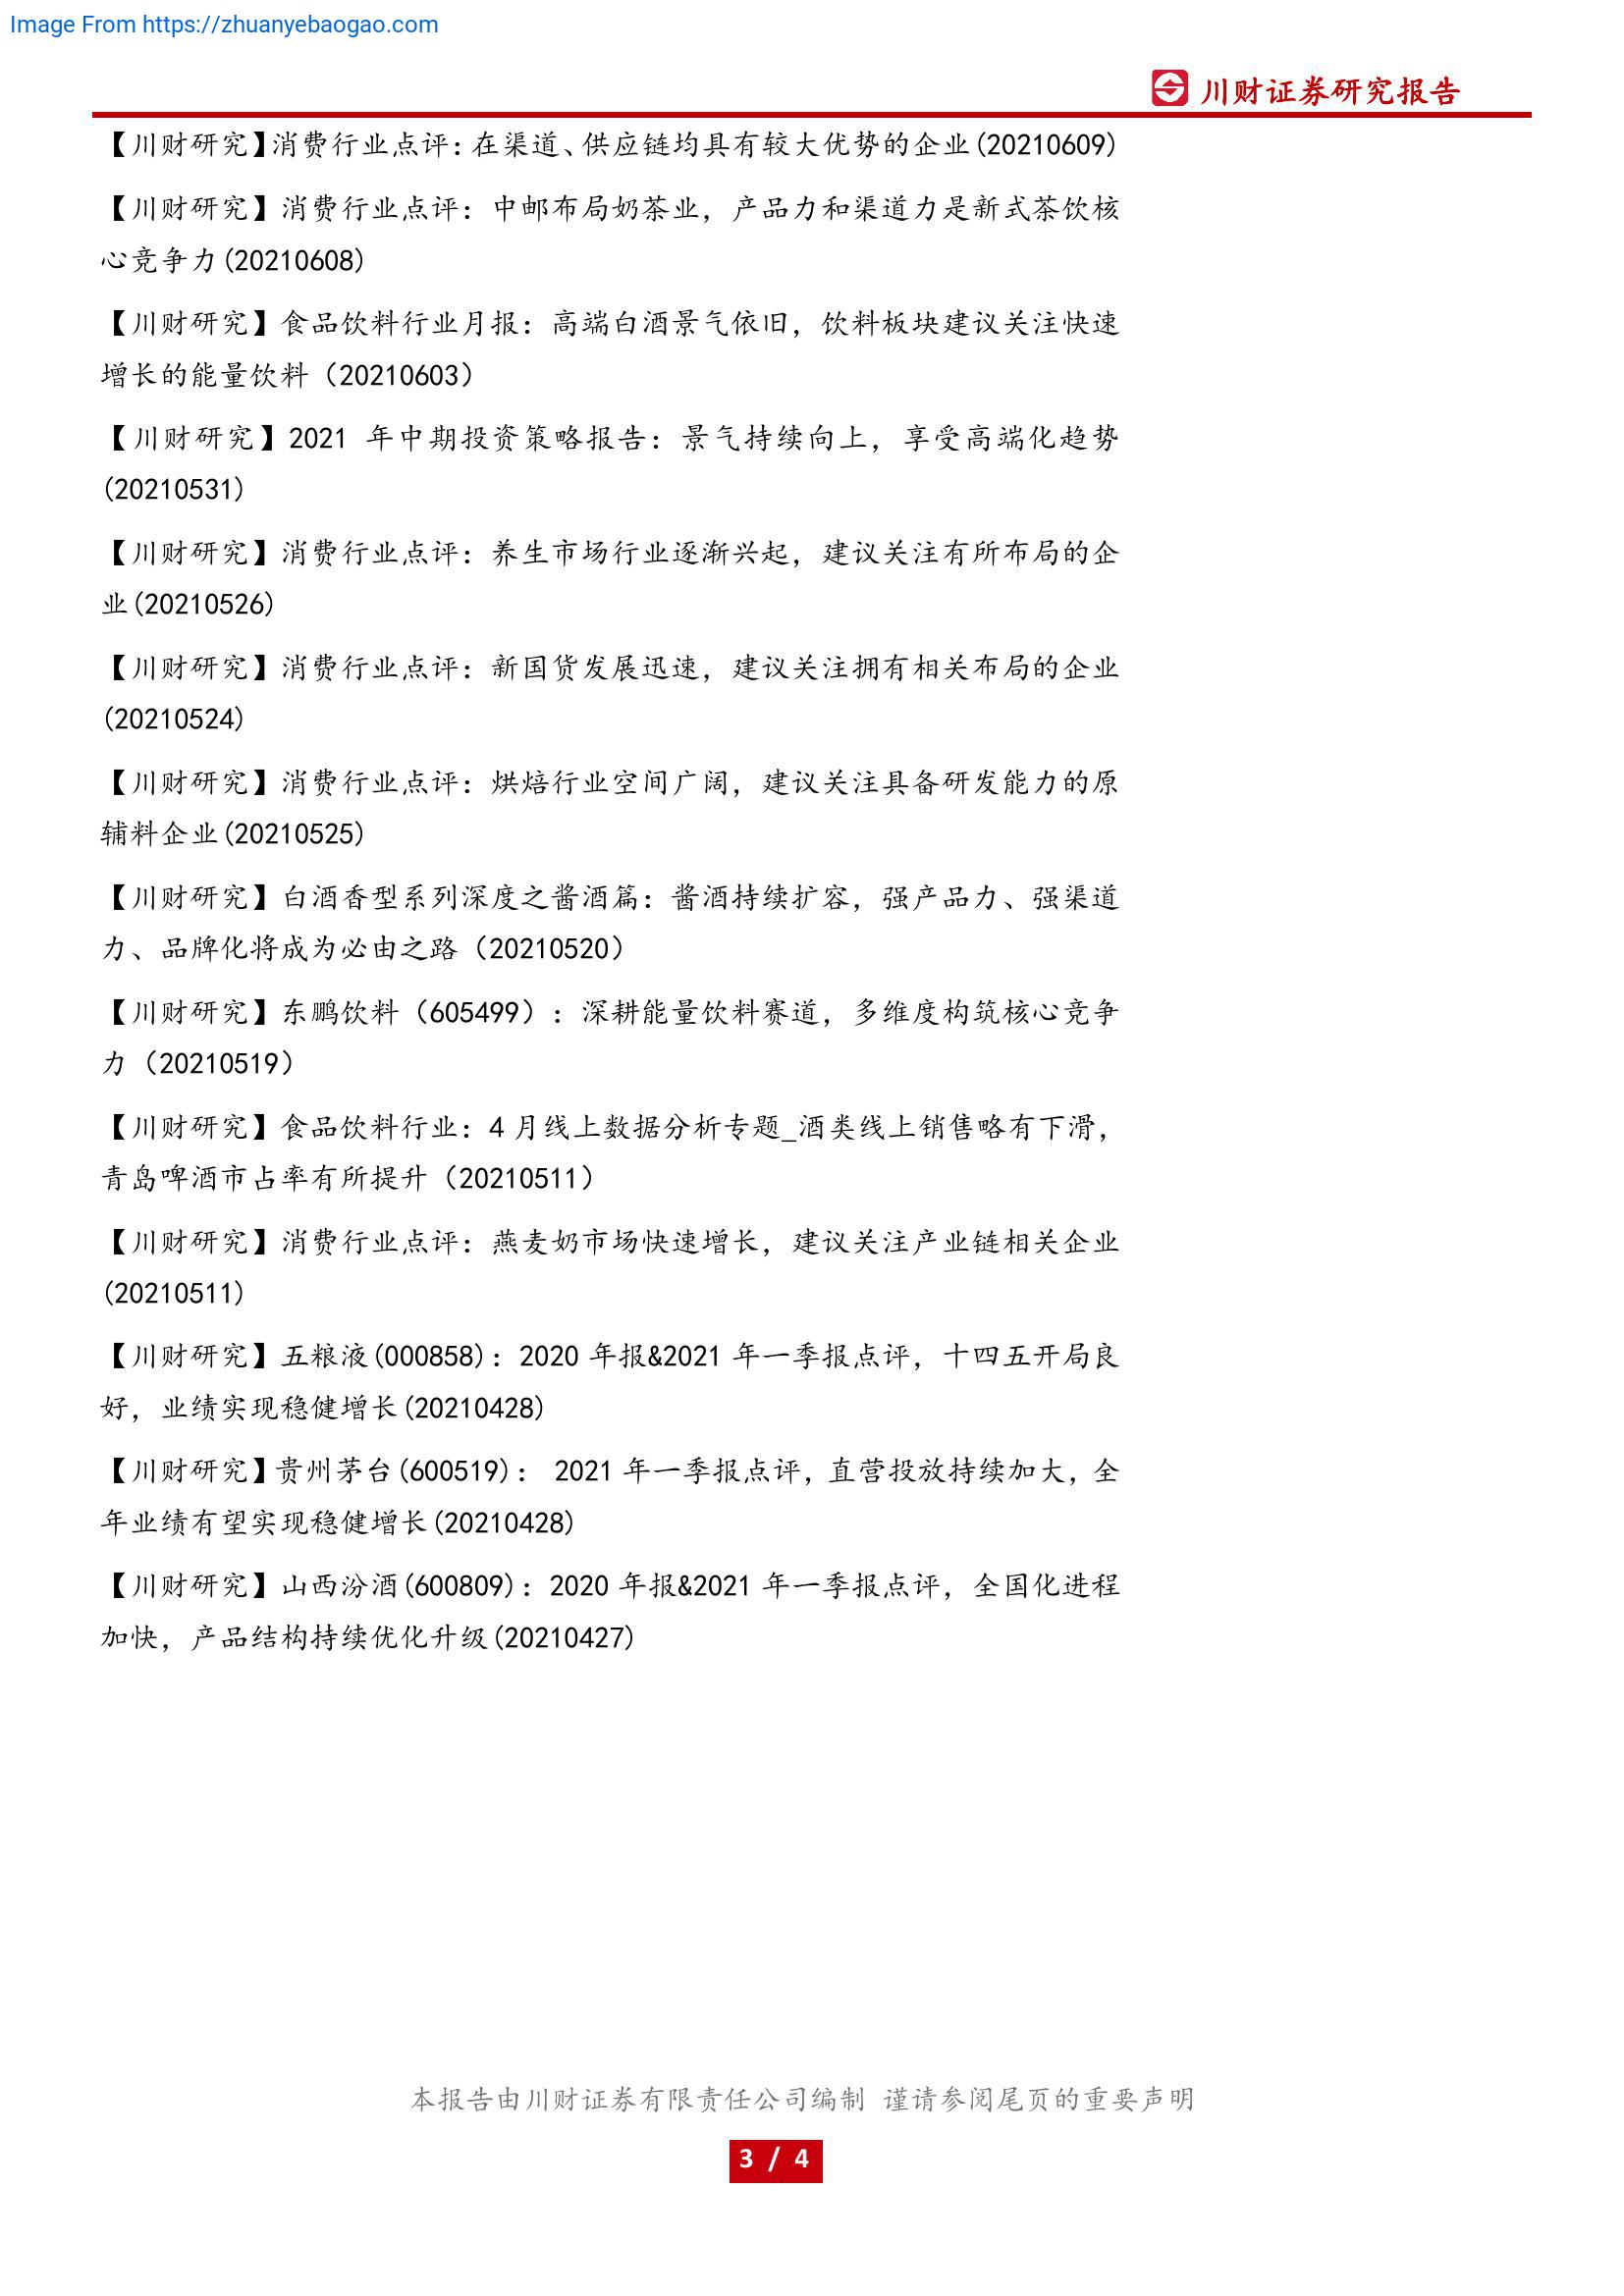 Image From https://zhuanyebaogao.com
川财证券研究报告
【川财研究】消费行业点评：在渠道、供应链均具有较大优势的企业(20210609)
【川财研究】消费行业点评：中邮布局奶茶业，产品力和渠道力是新式茶饮核
心竞争力(20210608)
【川财研究】食品饮料行业月报：高端白酒景气依旧，饮料板块建议关注快速
增长的能量饮料（20210603）
【川财研究】2021 年中期投资策略报告：景气持续向上，享受高端化趋势
(20210531)
【川财研究】消费行业点评：养生市场行业逐渐兴起，建议关注有所布局的企
业(20210526)
【川财研究】消费行业点评：新国货发展迅速，建议关注拥有相关布局的企业
(20210524)
【川财研究】消费行业点评：烘焙行业空间广阔，建议关注具备研发能力的原
辅料企业(20210525)
【川财研究】白酒香型系列深度之酱酒篇：酱酒持续扩容，强产品力、强渠道
力、品牌化将成为必由之路（20210520）
【川财研究】东鹏饮料（605499）：深耕能量饮料赛道，多维度构筑核心竞争
力（20210519）
【川财研究】食品饮料行业：4 月线上数据分析专题_酒类线上销售略有下滑，
青岛啤酒市占率有所提升（20210511）
【川财研究】消费行业点评：燕麦奶市场快速增长，建议关注产业链相关企业
(20210511)
【川财研究】五粮液(000858)：2020 年报&2021 年一季报点评，十四五开局良
好，业绩实现稳健增长(20210428)
【川财研究】贵州茅台(600519)： 2021 年一季报点评，直营投放持续加大，全
年业绩有望实现稳健增长(20210428)
【川财研究】山西汾酒(600809)：2020 年报&2021 年一季报点评，全国化进程
加快，产品结构持续优化升级(20210427)
本报告由川财证券有限责任公司编制 谨请参阅尾页的重要声明
3 / 4